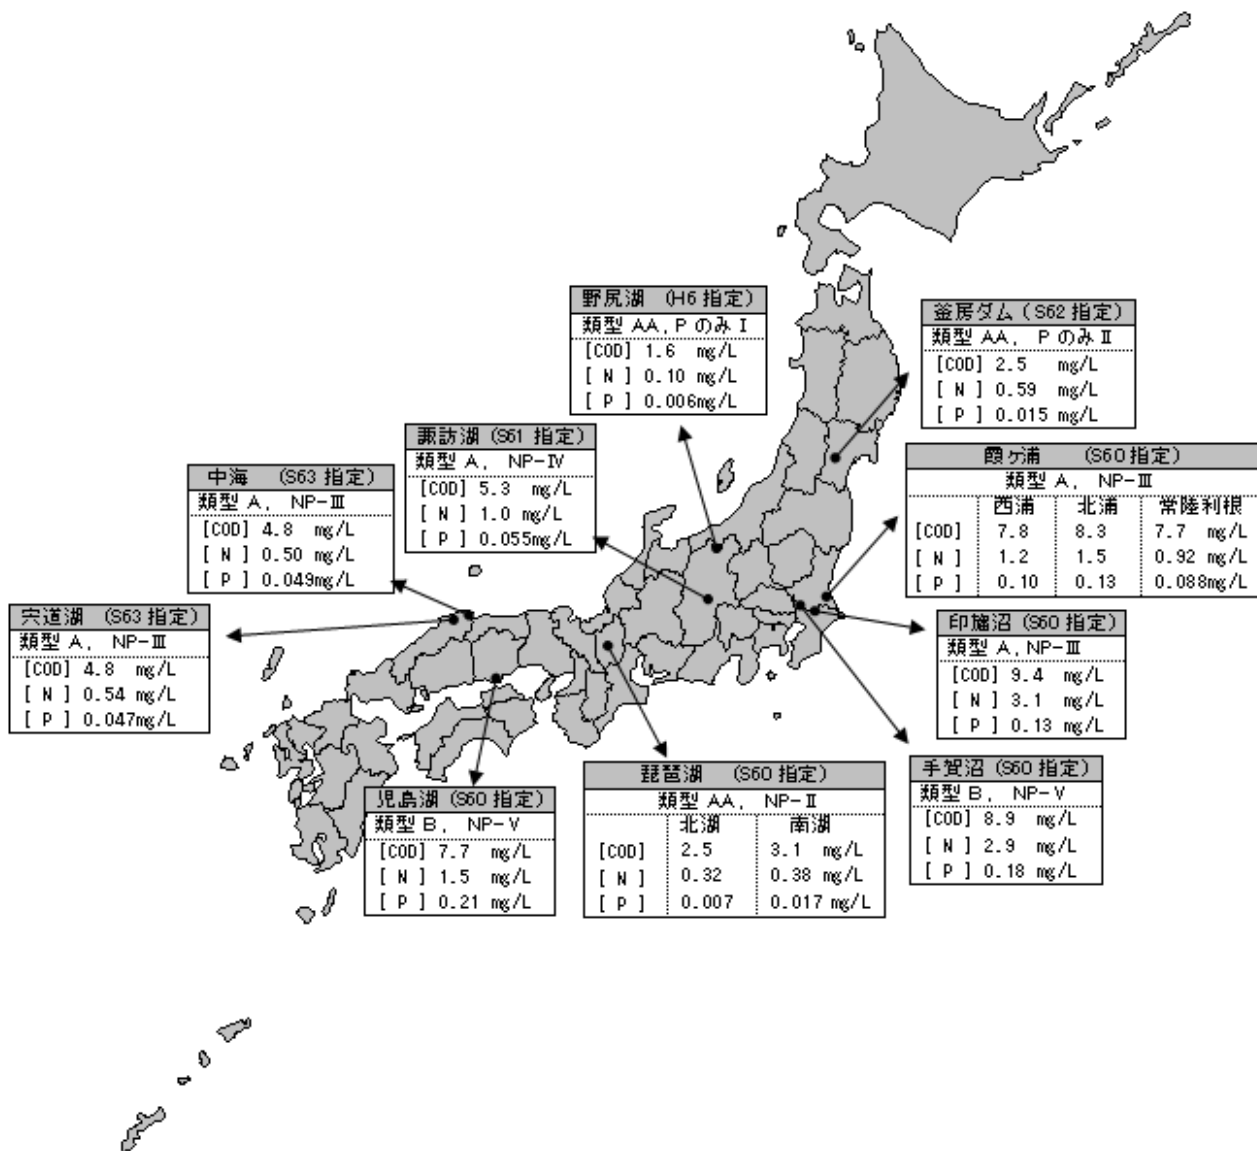 野尻湖 (H6 指定)
類型 AA, P のみ I
[COD] 1.6 mg/L
[ N ] 0.10 mg/L
[ P ] 0.006mg/L
釜房ダム (S62 指定)
類型 AA, P のみ II
[COD] 2.5 mg/L
[ N ] 0.59 mg/L
[ P ] 0.015 mg/L
諏訪湖 (S61 指定)
類型 A, NP-IV
[COD] 5.3 mg/L
[ N ] 1.0 mg/L
[ P ] 0.055mg/L
中海 (S63 指定)
類型 A, NP-III
[COD] 4.8 mg/L
[ N ] 0.50 mg/L
[ P ] 0.049mg/L
霞ヶ浦 (S60 指定)
類型 A, NP-III
西浦 北浦 常陸利根
[COD] 7.8 8.3 7.7 mg/L
[ N ] 1.2 1.5 0.92 mg/L
[ P ] 0.10 0.13 0.088mg/L
宍道湖 (S63 指定)
類型 A, NP-III
[COD] 4.8 mg/L
[ N ] 0.54 mg/L
[ P ] 0.047mg/L
印旛沼 (S60 指定)
類型 A, NP-III
[COD] 9.4 mg/L
[ N ] 3.1 mg/L
[ P ] 0.13 mg/L
児島湖 (S60 指定)
類型 B, NP-V
[COD] 7.7 mg/L
[ N ] 1.5 mg/L
[ P ] 0.21 mg/L
琵琶湖 (S60 指定)
類型 AA, NP-II
北湖 南湖
[COD] 2.5 3.1 mg/L
[ N ] 0.32 0.38 mg/L
[ P ] 0.007 0.017 mg/L
手賀沼 (S60 指定)
類型 B, NP-V
[COD] 8.9 mg/L
[ N ] 2.9 mg/L
[ P ] 0.18 mg/L